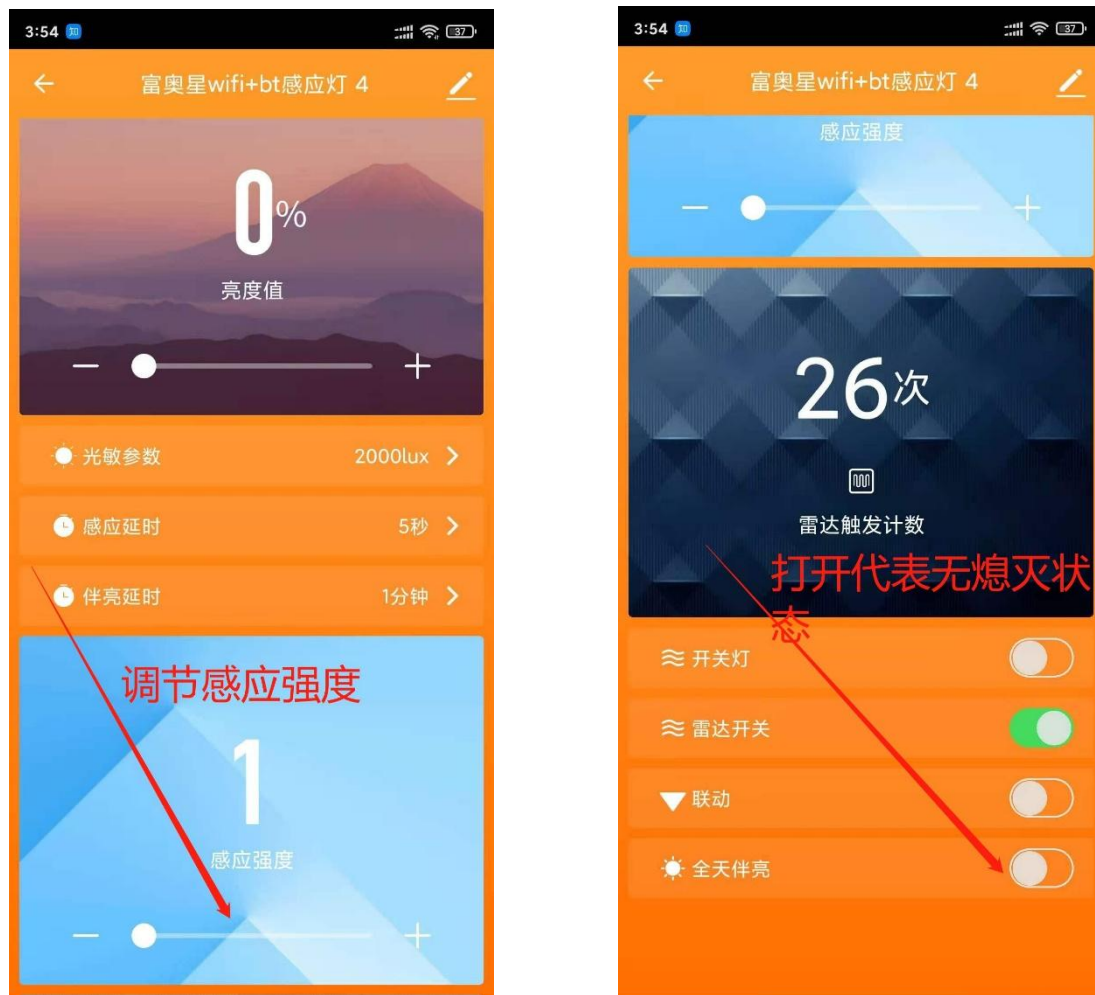 3:54 知
37
富奥星wifi+bt感应灯 4
0%
亮度值
光敏参数 2000lux
感应延时 5秒
伴亮延时 1分钟
调节感应强度
1
感应强度
3:54 知
37
富奥星wifi+bt感应灯 4
感应强度
26次
雷达触发计数
打开代表无熄灭状
态
开关灯
雷达开关
联动
全天伴亮